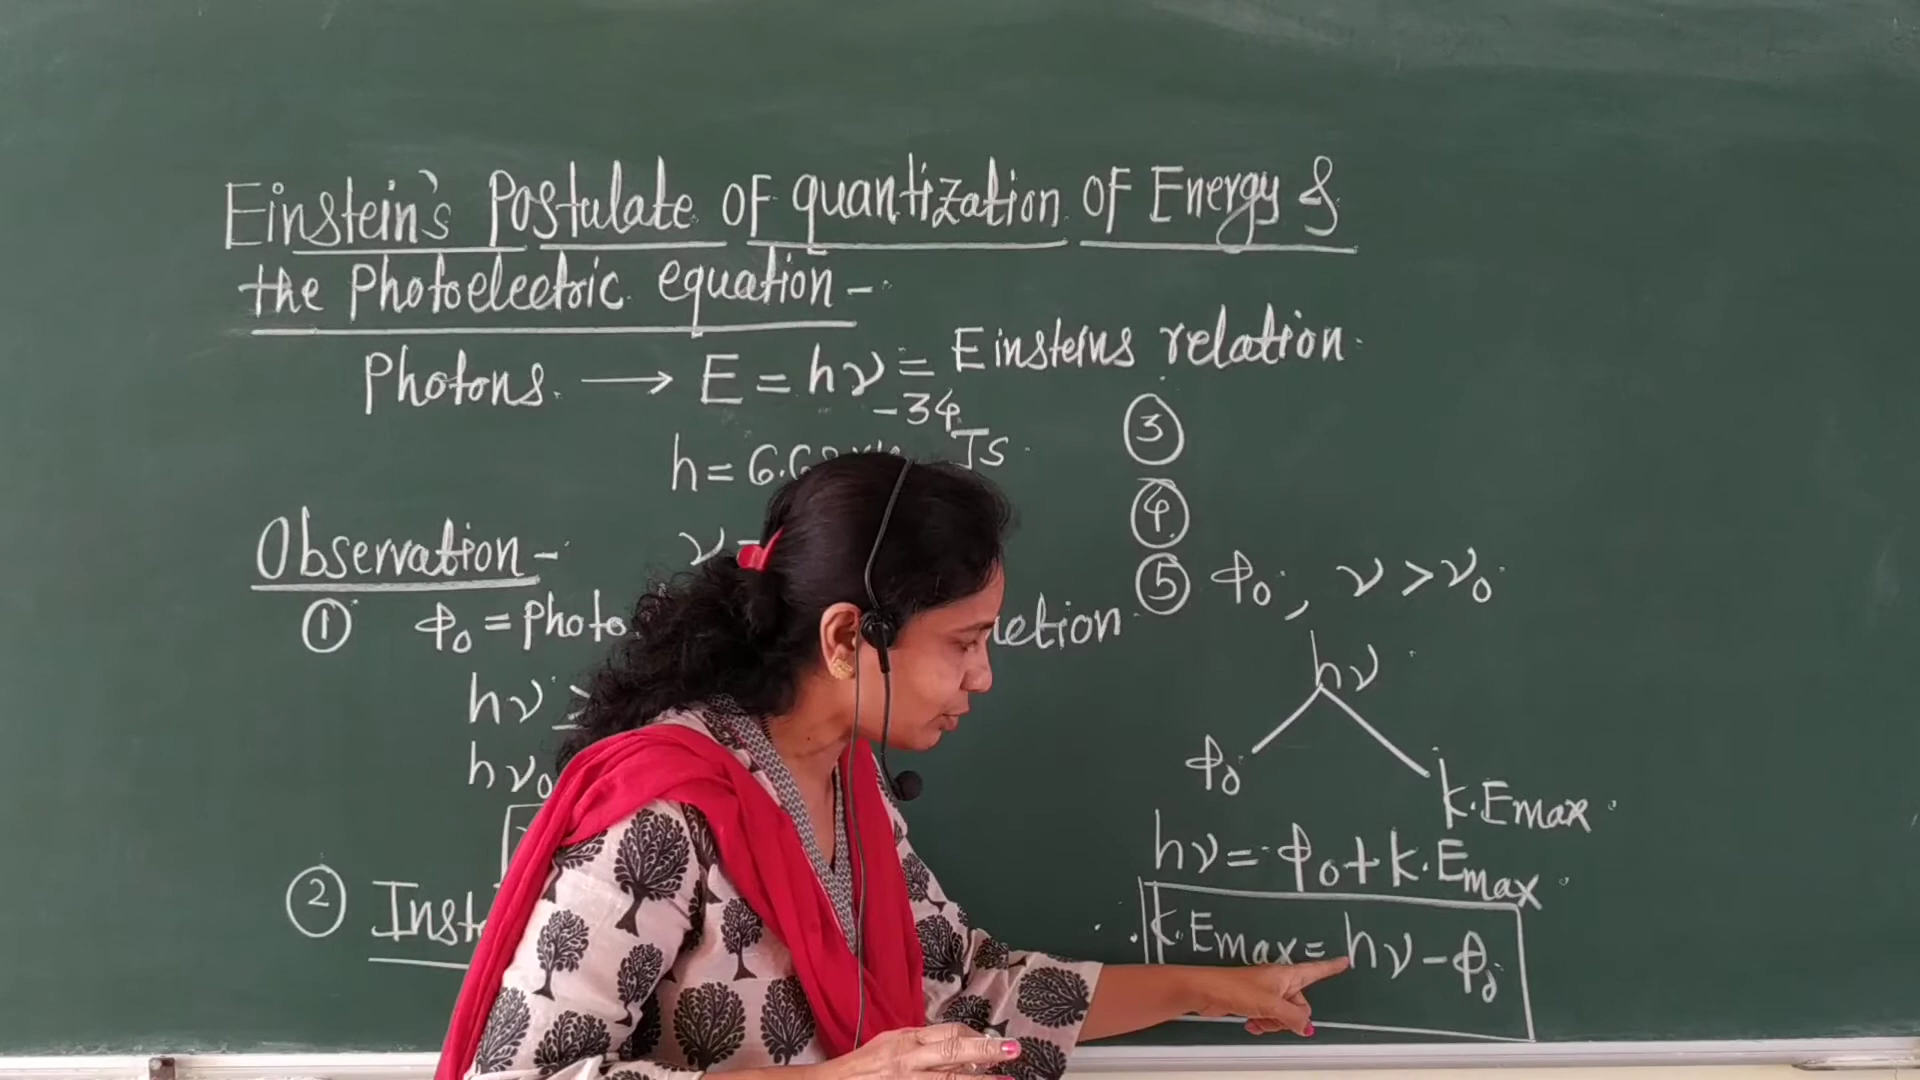 Einstein's Postulate of quantization of Energy &
the Photoelectric equation -
Photons. → E = hν = Einsteins relation.
h = 6.6 -34 Js
ν =
Observation -
① ϕ₀ = Photo
hν ≥
hν₀
②
③
④
⑤ ϕ₀, ν > ν₀
hν
ϕ₀ K.Emax
hν = ϕ₀ + K.Emax
∴ K.Emax = hν - ϕ₀